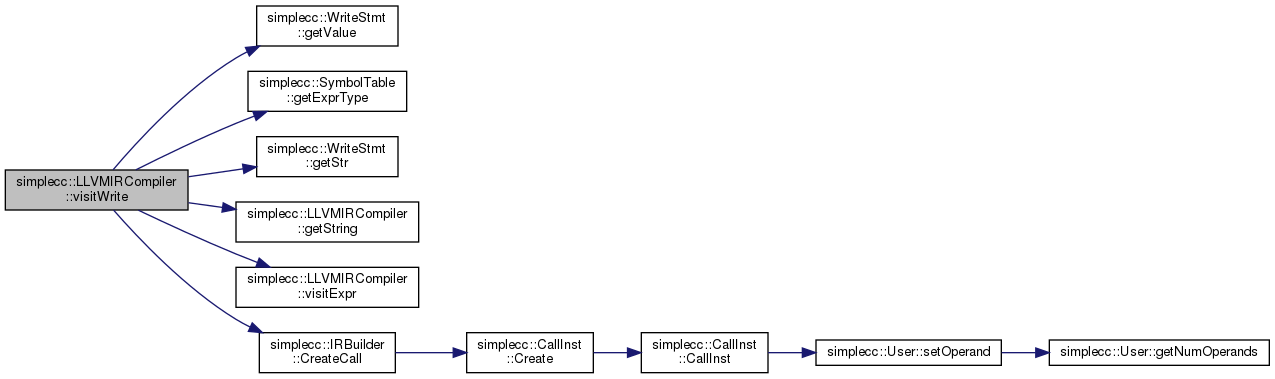 simplecc::WriteStmt
::getValue
simplecc::SymbolTable
::getExprType
simplecc::WriteStmt
::getStr
simplecc::LLVMIRCompiler
::visitWrite
simplecc::LLVMIRCompiler
::getString
simplecc::LLVMIRCompiler
::visitExpr
simplecc::IRBuilder
::CreateCall
simplecc::CallInst
::Create
simplecc::CallInst
::CallInst
simplecc::User::setOperand
simplecc::User::getNumOperands